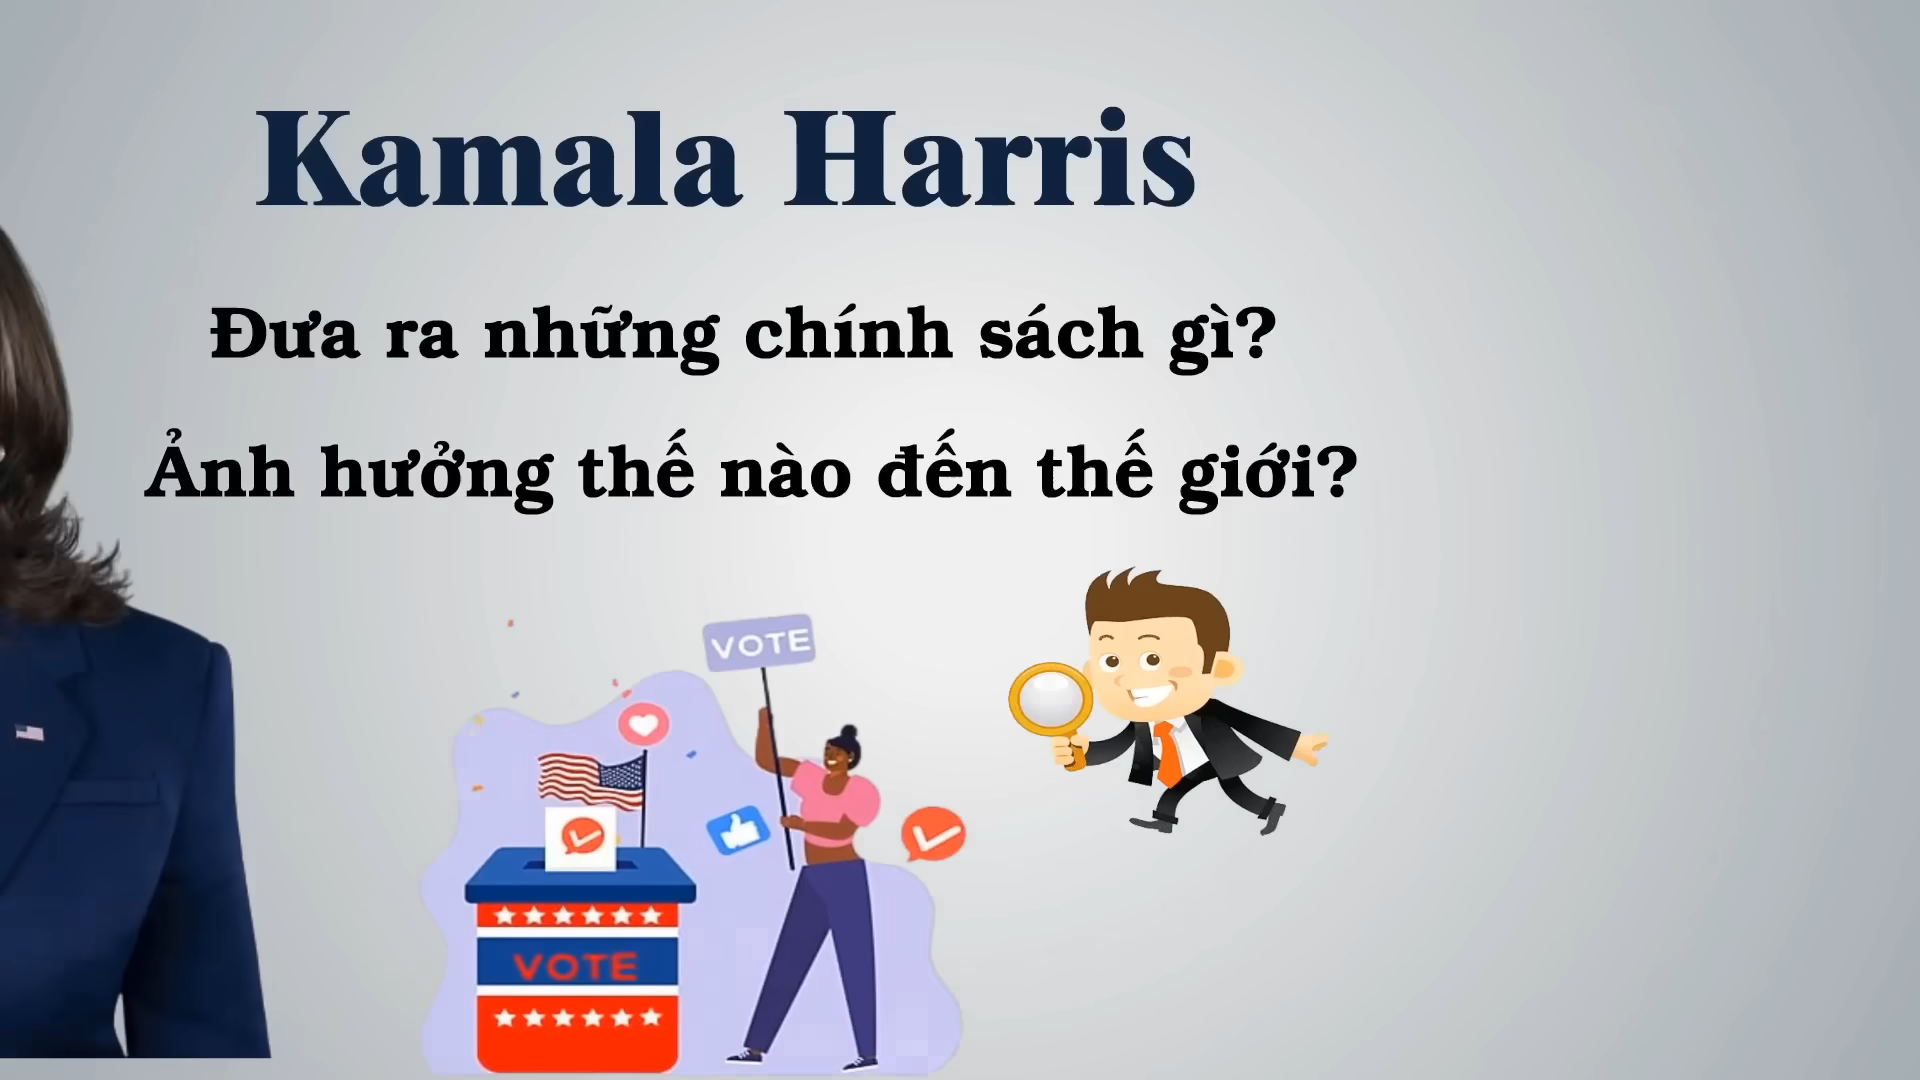 Kamala Harris
Đưa ra những chính sách gì?
Ảnh hưởng thế nào đến thế giới?
VOTE
VOTE